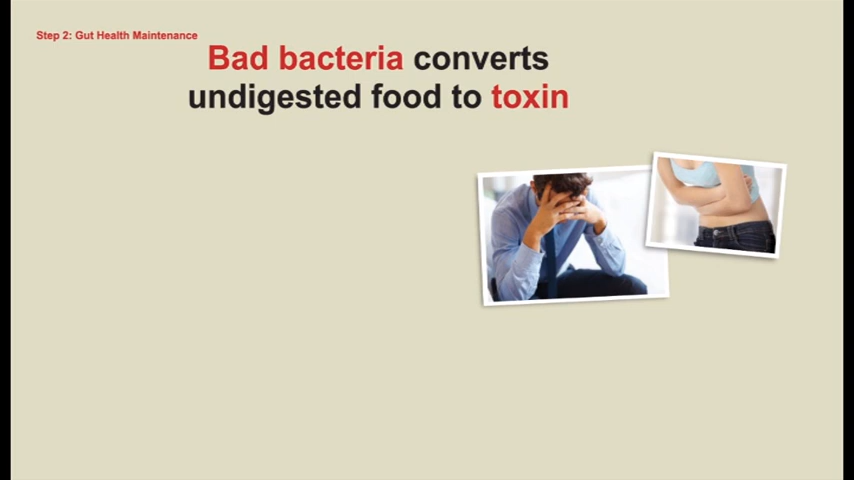 Step 2: Gut Health Maintenance
Bad bacteria converts
undigested food to toxin